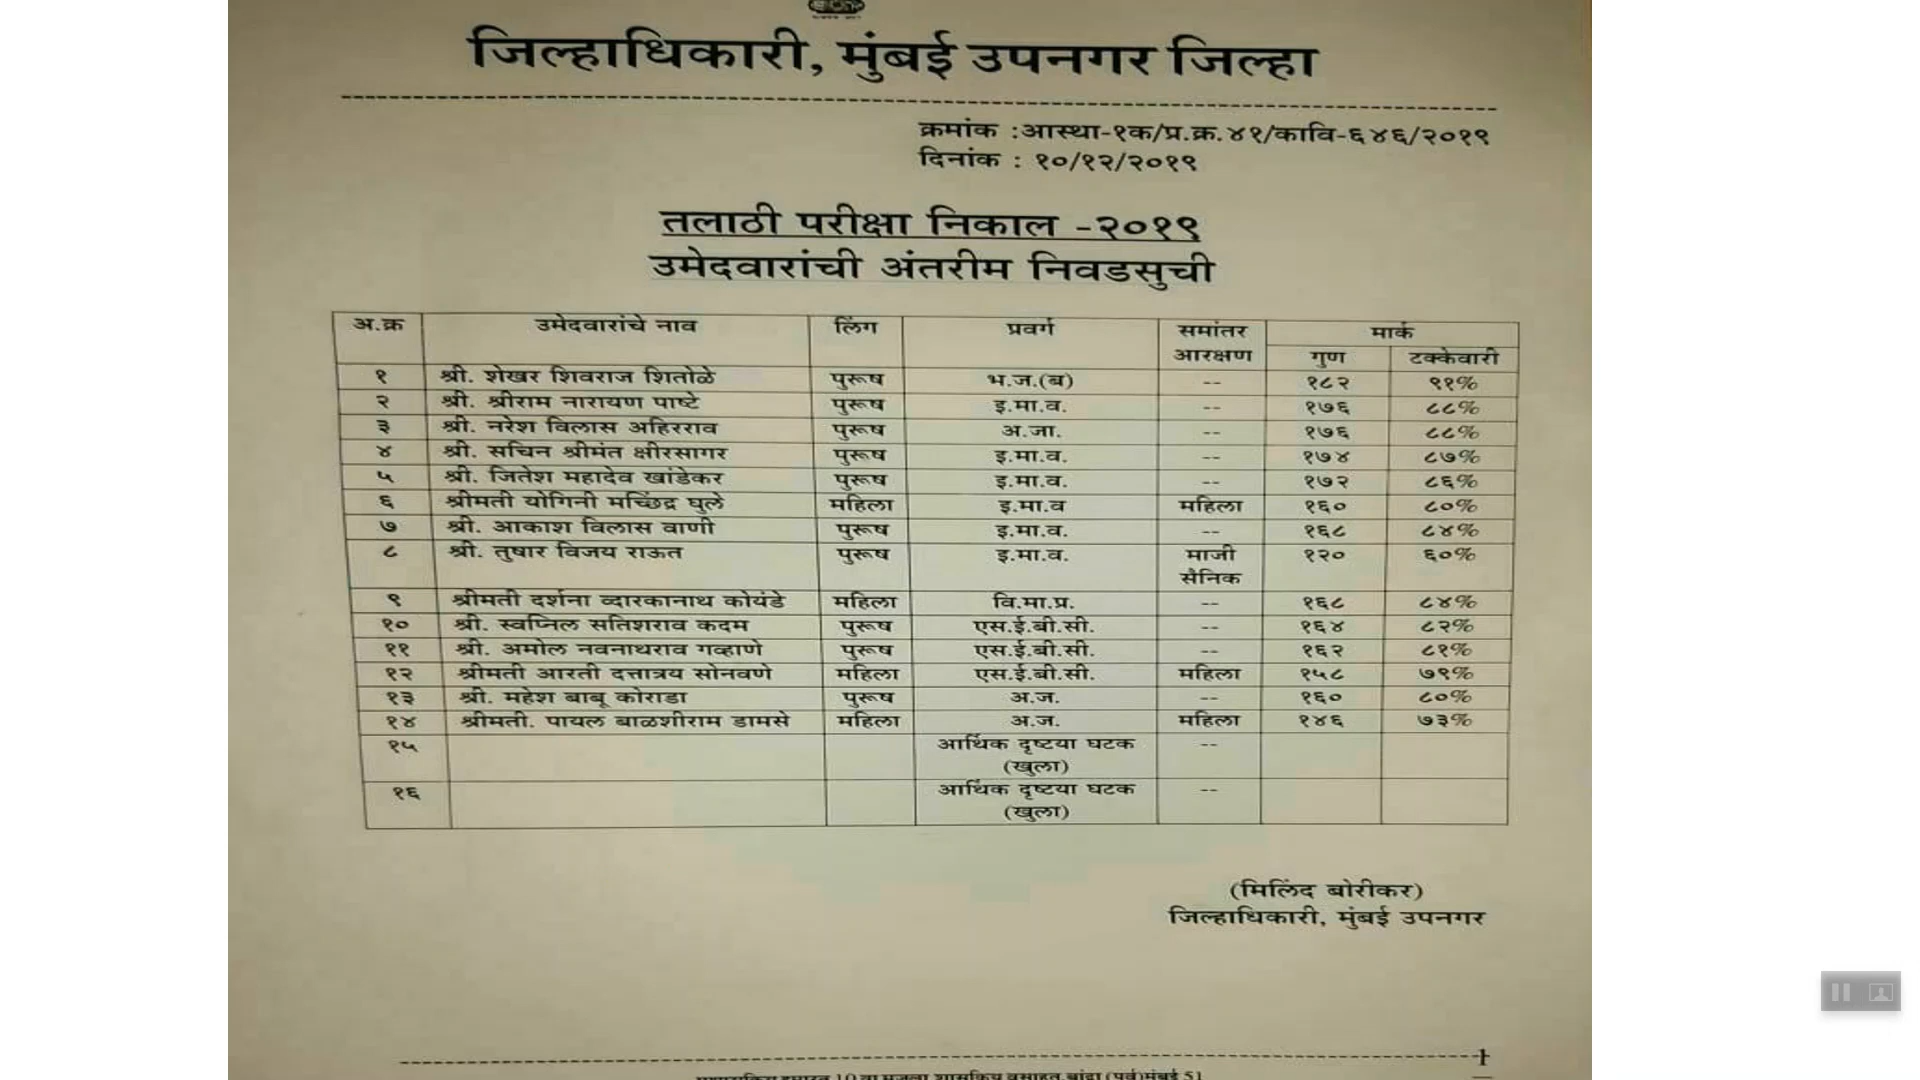 जिल्हाधिकारी, मुंबई उपनगर जिल्हा
क्रमांक :आस्था-१क/प्र.क्र.४१/कावि-६४६/२०१९
दिनांक : १०/१२/२०१९
तलाठी परीक्षा निकाल -२०१९
उमेदवारांची अंतरीम निवडसुची
अ.क्र उमेदवारांचे नाव लिंग प्रवर्ग समांतर आरक्षण मार्क
गुण टक्केवारी
१ श्री. शेखर शिवराज शितोळे पुरूष भ.ज.(ब) -- १८२ ९१%
२ श्री. श्रीराम नारायण पाष्टे पुरूष इ.मा.व. -- १७६ ८८%
३ श्री. नरेश विलास अहिरराव पुरूष अ.जा. -- १७६ ८८%
४ श्री. सचिन श्रीमंत क्षीरसागर पुरूष इ.मा.व. -- १७४ ८७%
५ श्री. जितेश महादेव खांडेकर पुरूष इ.मा.व. -- १७२ ८६%
६ श्रीमती योगिनी मच्छिंद्र घुले महिला इ.मा.व महिला १६० ८०%
७ श्री. आकाश विलास वाणी पुरूष इ.मा.व. -- १६८ ८४%
८ श्री. तुषार विजय राऊत पुरूष इ.मा.व. माजी सैनिक १२० ६०%
९ श्रीमती दर्शना व्दारकानाथ कोयंडे महिला वि.मा.प्र. -- १६८ ८४%
१० श्री. स्वप्निल सतिशराव कदम पुरूष एस.ई.बी.सी. -- १६४ ८२%
११ श्री. अमोल नवनाथराव गव्हाणे पुरूष एस.ई.बी.सी. -- १६२ ८१%
१२ श्रीमती आरती दत्तात्रय सोनवणे महिला एस.ई.बी.सी. महिला १५८ ७९%
१३ श्री. महेश बाबू कोराडा पुरूष अ.ज. -- १६० ८०%
१४ श्रीमती. पायल बाळशीराम डामसे महिला अ.ज. महिला १४६ ७३%
१५ आर्थिक दृष्टया घटक (खुला) --
१६ आर्थिक दृष्टया घटक (खुला) --
(मिलिंद बोरीकर)
जिल्हाधिकारी, मुंबई उपनगर
1